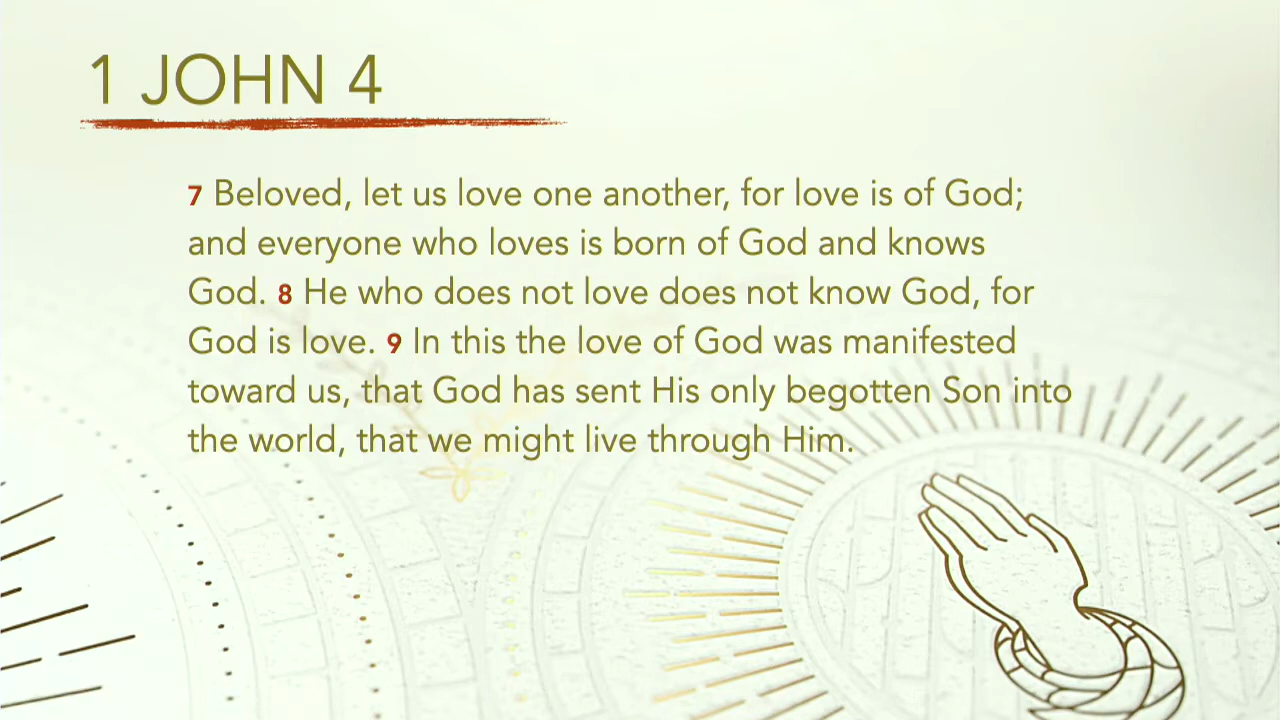 1 JOHN 4
7 Beloved, let us love one another, for love is of God;
and everyone who loves is born of God and knows
God. 8 He who does not love does not know God, for
God is love. 9 In this the love of God was manifested
toward us, that God has sent His only begotten Son into
the world, that we might live through Him.